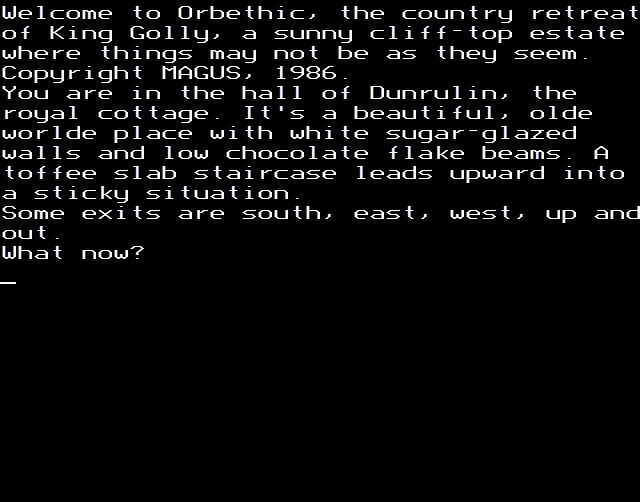 Welcome to Orbethic, the country retreat
of King Golly, a sunny cliff-top estate
where things may not be as they seem.
Copyright MAGUS, 1986.
You are in the hall of Dunrulin, the
royal cottage. It's a beautiful, olde
worlde place with white sugar-glazed
walls and low chocolate flake beams. A
toffee slab staircase leads upward into
a sticky situation.
Some exits are south, east, west, up and
out.
What now?